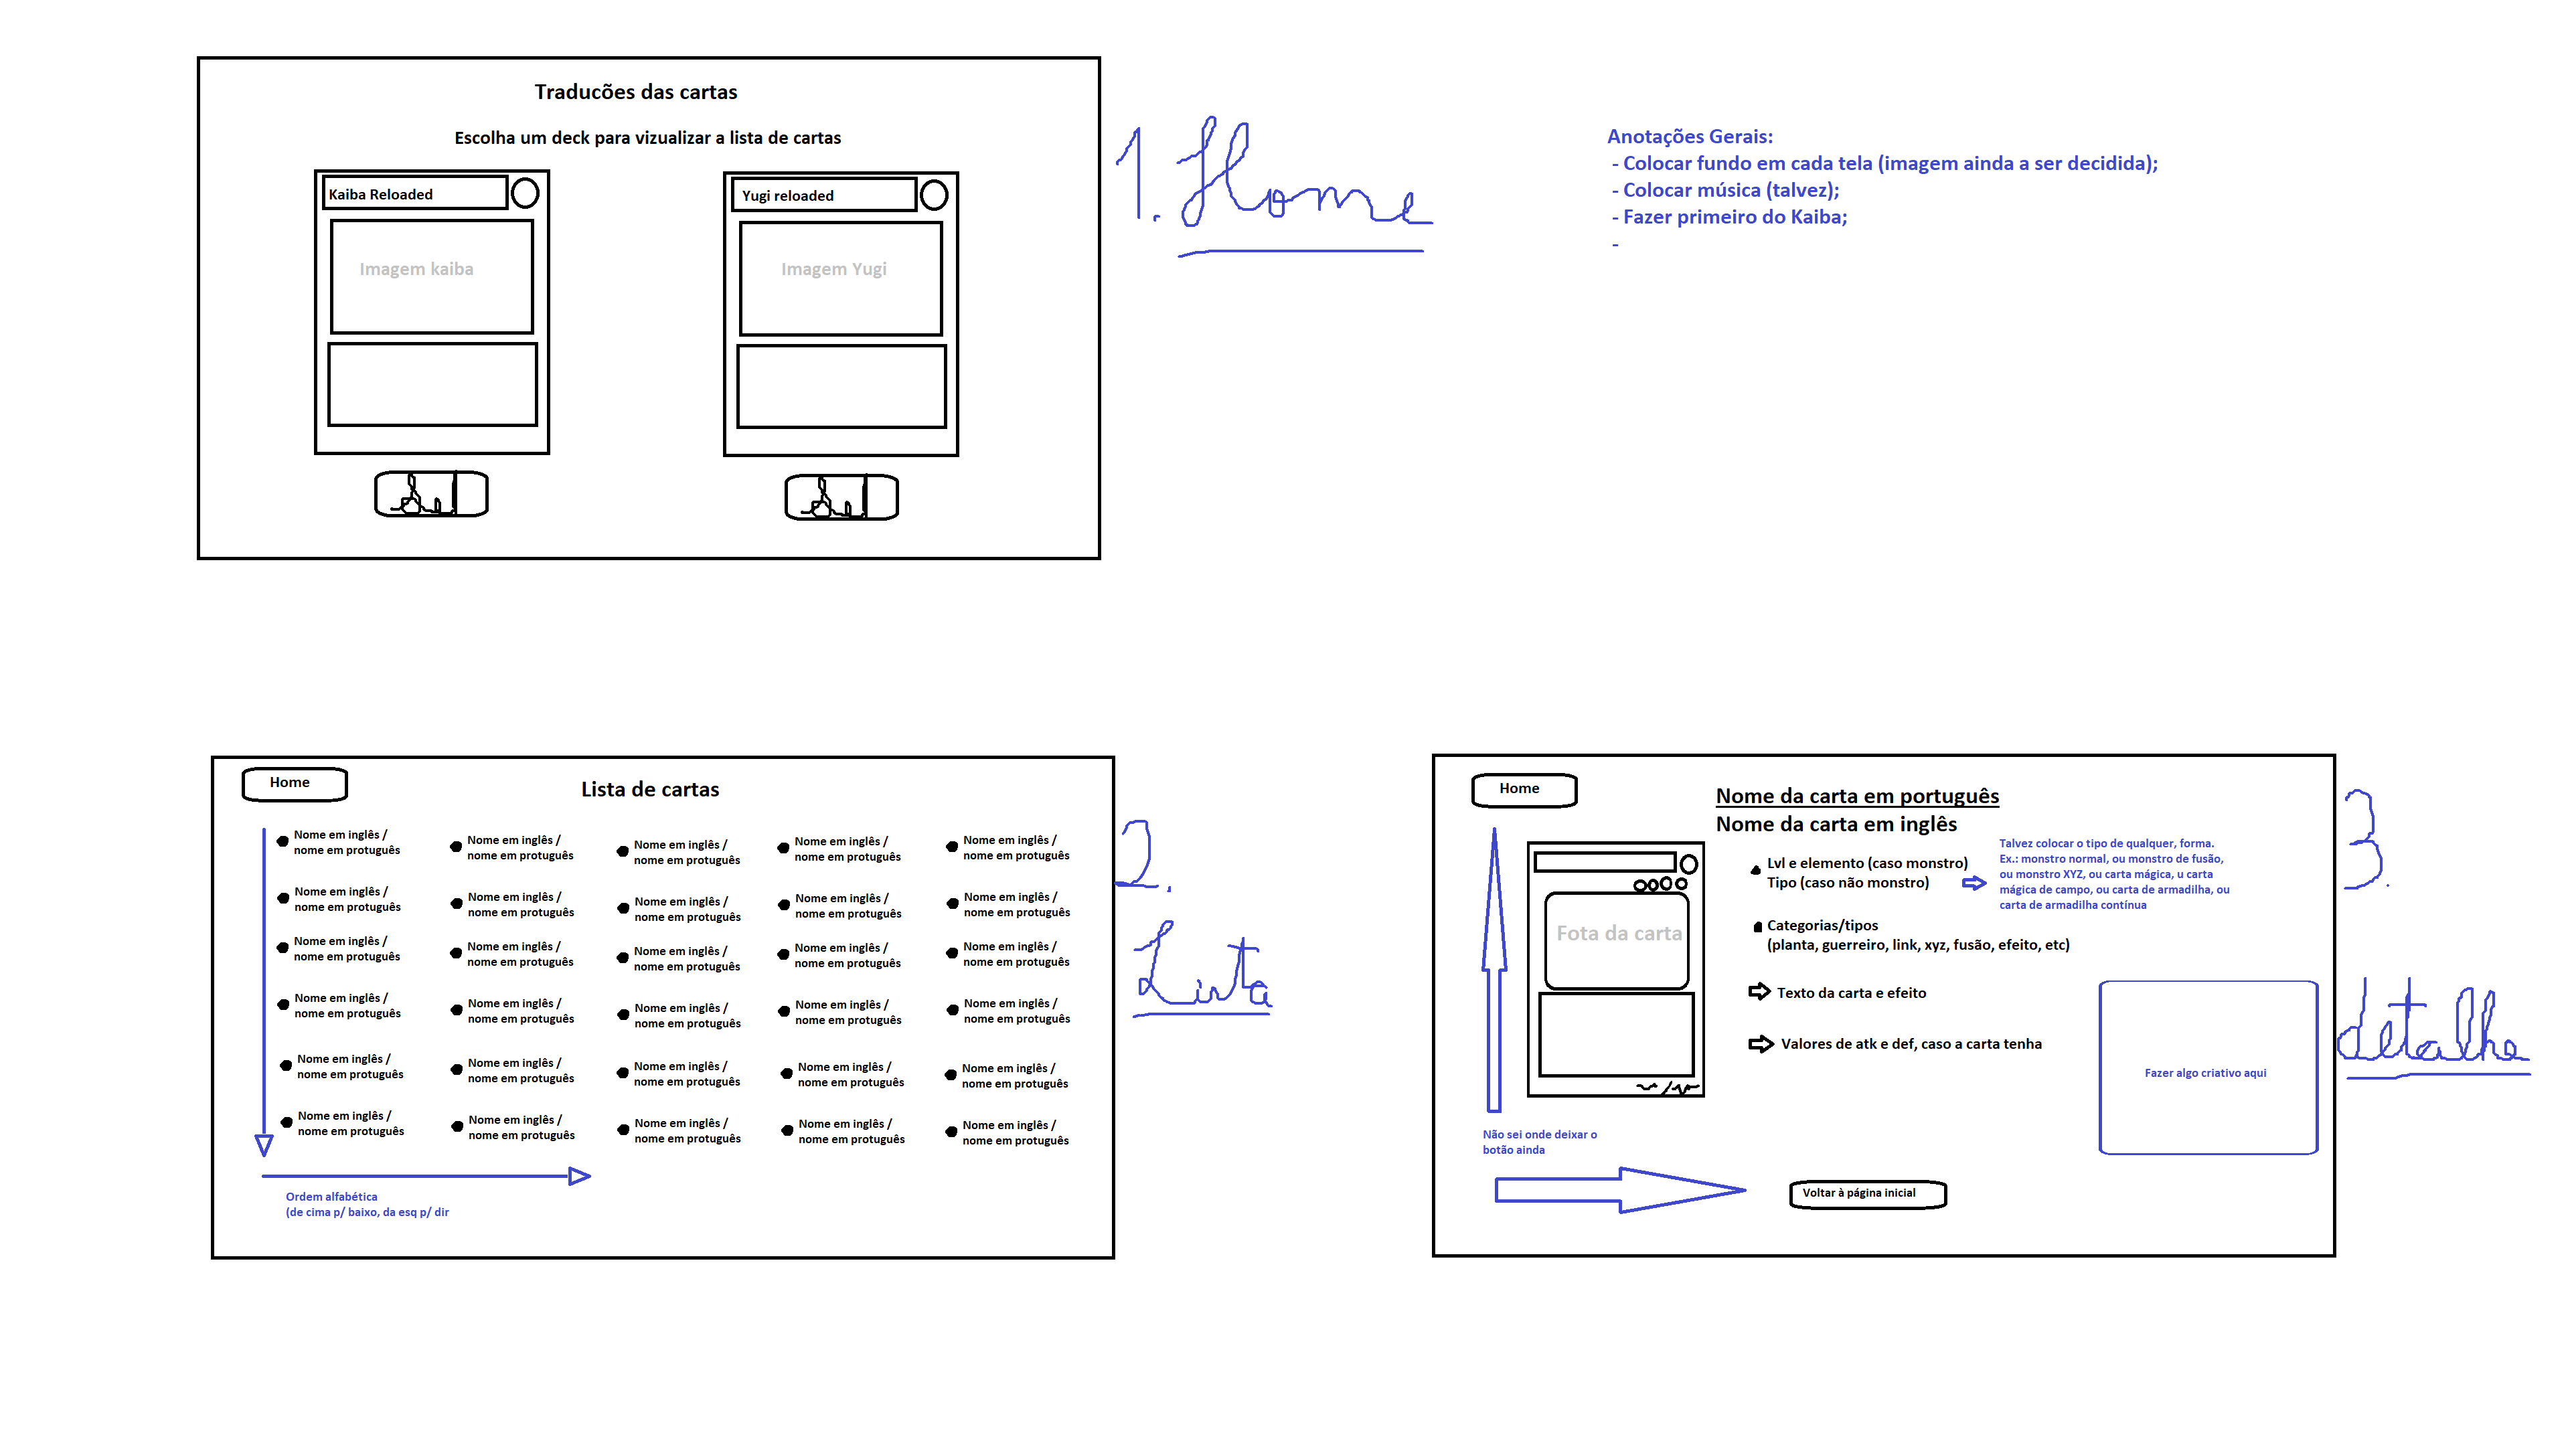 Traducões das cartas
Escolha um deck para vizualizar a lista de cartas
Kaiba Reloaded
Imagem kaiba
Yugi reloaded
Imagem Yugi
1. Home
Anotações Gerais:
- Colocar fundo em cada tela (imagem ainda a ser decidida);
- Colocar música (talvez);
- Fazer primeiro do Kaiba;
-
Home
Lista de cartas
Nome em inglês /
nome em protuguês
Nome em inglês /
nome em protuguês
Nome em inglês /
nome em protuguês
Nome em inglês /
nome em protuguês
Nome em inglês /
nome em protuguês
Nome em inglês /
nome em protuguês
Nome em inglês /
nome em protuguês
Nome em inglês /
nome em protuguês
Nome em inglês /
nome em protuguês
Nome em inglês /
nome em protuguês
Nome em inglês /
nome em protuguês
Nome em inglês /
nome em protuguês
Nome em inglês /
nome em protuguês
Nome em inglês /
nome em protuguês
Nome em inglês /
nome em protuguês
Nome em inglês /
nome em protuguês
Nome em inglês /
nome em protuguês
Nome em inglês /
nome em protuguês
Nome em inglês /
nome em protuguês
Nome em inglês /
nome em protuguês
Nome em inglês /
nome em protuguês
Nome em inglês /
nome em protuguês
Nome em inglês /
nome em protuguês
Nome em inglês /
nome em protuguês
Nome em inglês /
nome em protuguês
Nome em inglês /
nome em protuguês
Nome em inglês /
nome em protuguês
Nome em inglês /
nome em protuguês
Nome em inglês /
nome em protuguês
Nome em inglês /
nome em protuguês
Ordem alfabética
(de cima p/ baixo, da esq p/ dir
2.
Lista
Home
Nome da carta em português
Nome da carta em inglês
Fota da carta
Lvl e elemento (caso monstro)
Tipo (caso não monstro)
Talvez colocar o tipo de qualquer, forma.
Ex.: monstro normal, ou monstro de fusão,
ou monstro XYZ, ou carta mágica, u carta
mágica de campo, ou carta de armadilha, ou
carta de armadilha contínua
Categorias/tipos
(planta, guerreiro, link, xyz, fusão, efeito, etc)
Texto da carta e efeito
Valores de atk e def, caso a carta tenha
Fazer algo criativo aqui
Não sei onde deixar o
botão ainda
Voltar à página inicial
3.
detalhe